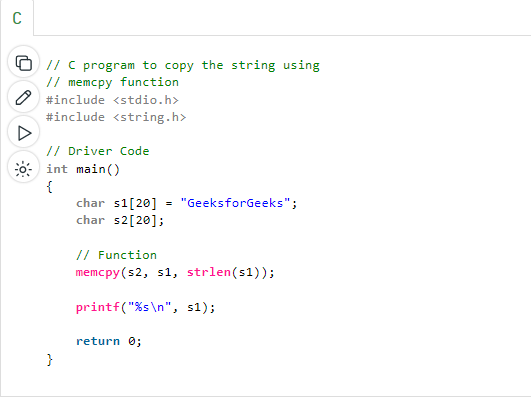 C
// C program to copy the string using
// memcpy function
#include <stdio.h>
#include <string.h>

// Driver Code
int main()
{
    char s1[20] = "GeeksforGeeks";
    char s2[20];

    // Function
    memcpy(s2, s1, strlen(s1));

    printf("%s\n", s1);

    return 0;
}